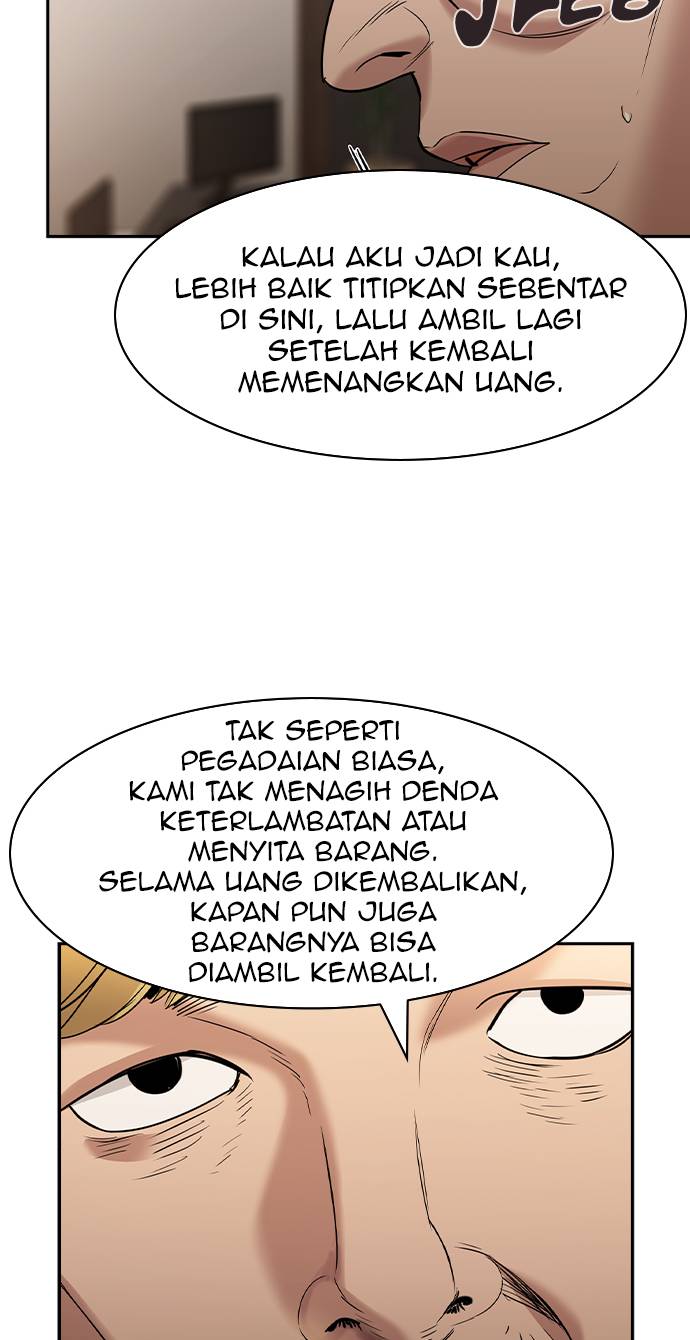 JLEB
KALAU AKU JADI KAU,
LEBIH BAIK TITIPKAN SEBENTAR
DI SINI, LALU AMBIL LAGI
SETELAH KEMBALI
MEMENANGKAN UANG.
TAK SEPERTI
PEGADAIAN BIASA,
KAMI TAK MENAGIH DENDA
KETERLAMBATAN ATAU
MENYITA BARANG.
SELAMA UANG DIKEMBALIKAN,
KAPAN PUN JUGA
BARANGNYA BISA
DIAMBIL KEMBALI.